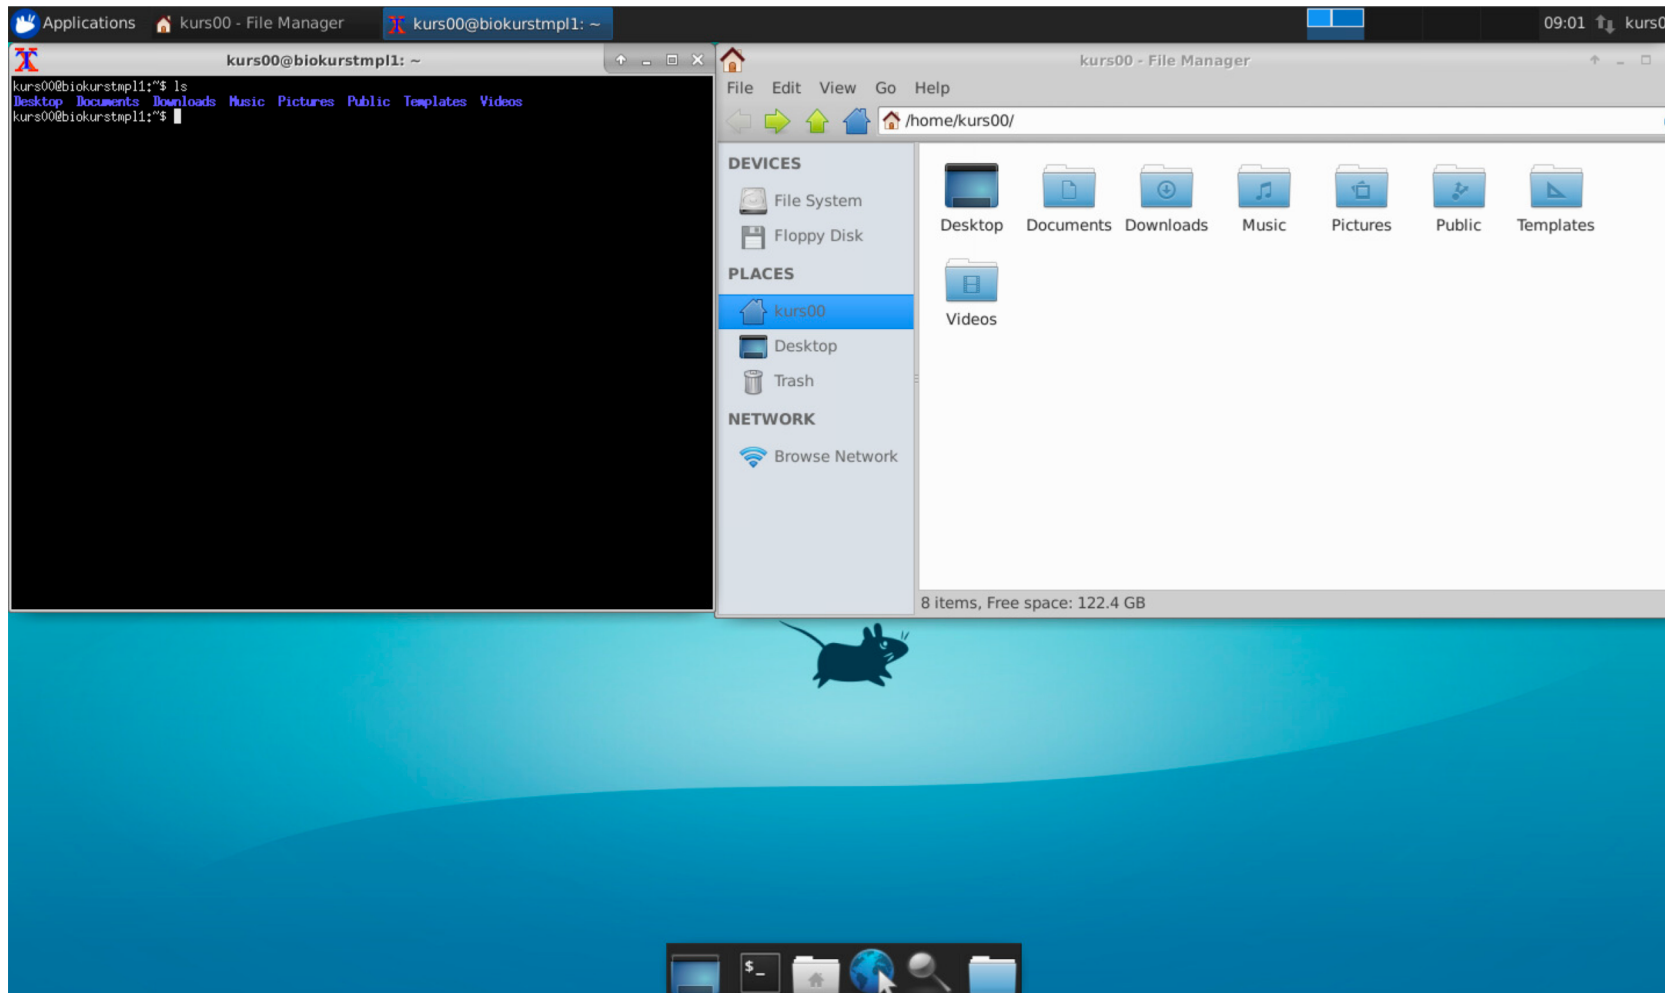 Applications
kurs00 - File Manager
kurs00@biokurstmpl1: ~
09:01
kurs0
kurs00@biokurstmpl1: ~
kurs00@biokurstmpl1:~$ ls
Desktop Documents Downloads Music Pictures Public Templates Videos
kurs00@biokurstmpl1:~$
kurs00 - File Manager
File Edit View Go Help
/home/kurs00/
DEVICES
File System
Floppy Disk
PLACES
kurs00
Desktop
Trash
NETWORK
Browse Network
Desktop Documents Downloads Music Pictures Public Templates
Videos
8 items, Free space: 122.4 GB
$_